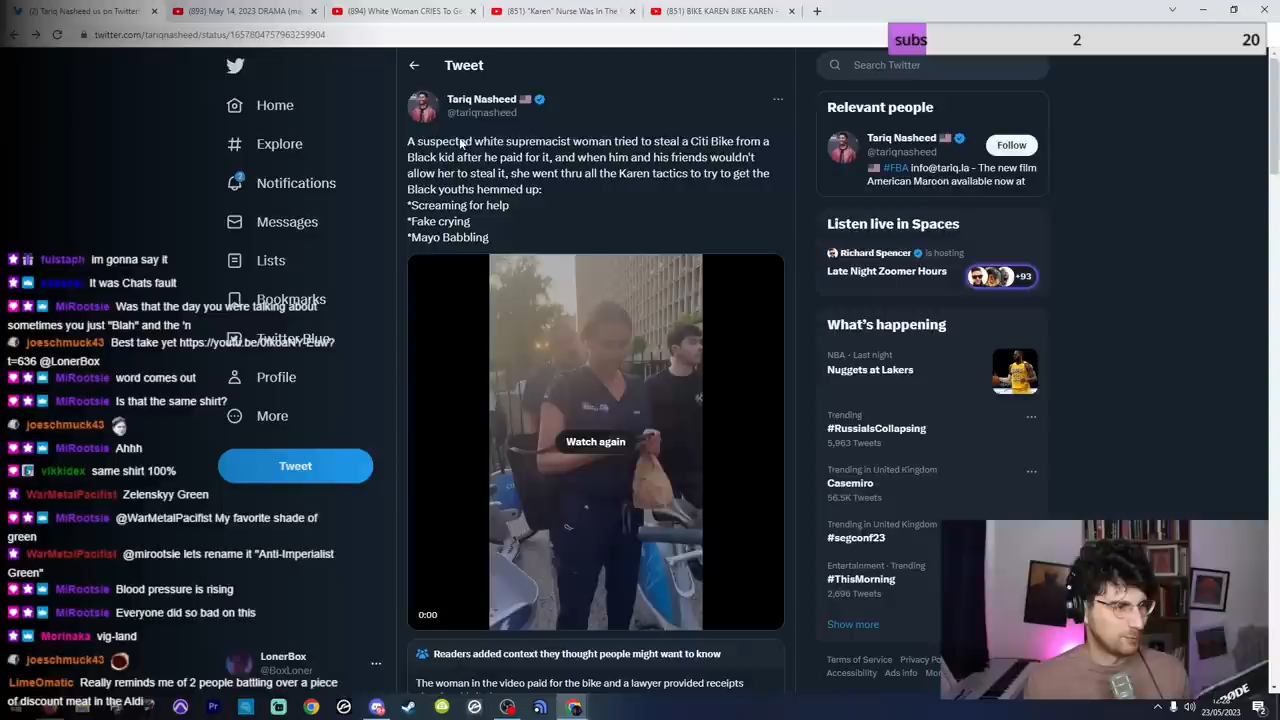 (2) Tariq Nasheed us on Twitter:
(893) May 14, 2023 DRAMA (ma
(894) White Woman CRIES To Ge
(851) "Karen" Nurse Was In The
(851) BIKE KAREN BIKE KAREN -
twitter.com/tariqnasheed/status/1657804757963259904
subs
2
20
Home
Explore
2
Notifications
Messages
Lists
Bookmarks
Twitter Blue
Profile
More
Tweet
LonerBox
@BoxLoner
fulstaph im gonna say it
It was Chats fault
MiRootsie Was that the day you were talking about
sometimes you just "Blah" and the 'n
joeschmuck43 Best take yet
t=636 @LonerBox
MiRootsie word comes out
MiRootsie Is that the same shirt?
joeschmuck43
MiRootsie Ahhh
vikkidex same shirt 100%
WarMetalPacifist Zelenskyy Green
MiRootsie @WarMetalPacifist My favorite shade of
green
WarMetalPacifist @mirootsie lets rename it "Anti-Imperialist
Green"
MiRootsie Blood pressure is rising
MiRootsie Everyone did so bad on this
Morinaka vig-land
joeschmuck43
LimeOmatic Really reminds me of 2 people battling over a piece
of discount meat in the Aldi
Tweet
Tariq Nasheed
@tariqnasheed
A suspected white supremacist woman tried to steal a Citi Bike from a
Black kid after he paid for it, and when him and his friends wouldn't
allow her to steal it, she went thru all the Karen tactics to try to get the
Black youths hemmed up:
*Screaming for help
*Fake crying
*Mayo Babbling
Watch again
0:00
Readers added context they thought people might want to know
The woman in the video paid for the bike and a lawyer provided receipts
Search Twitter
Relevant people
Tariq Nasheed
@tariqnasheed
Follow
#FBA info@tariq.la - The new film
American Maroon available now at
Listen live in Spaces
Richard Spencer is hosting
Late Night Zoomer Hours
+93
What's happening
NBA · Last night
Nuggets at Lakers
Trending
#RussiaIsCollapsing
5,963 Tweets
Trending in United Kingdom
Casemiro
56.5K Tweets
Trending in United Kingdom
#segconf23
Entertainment · Trending
#ThisMorning
2,696 Tweets
Show more
Terms of Service Privacy Po
Accessibility Ads info Mor
12:28
23/05/2023